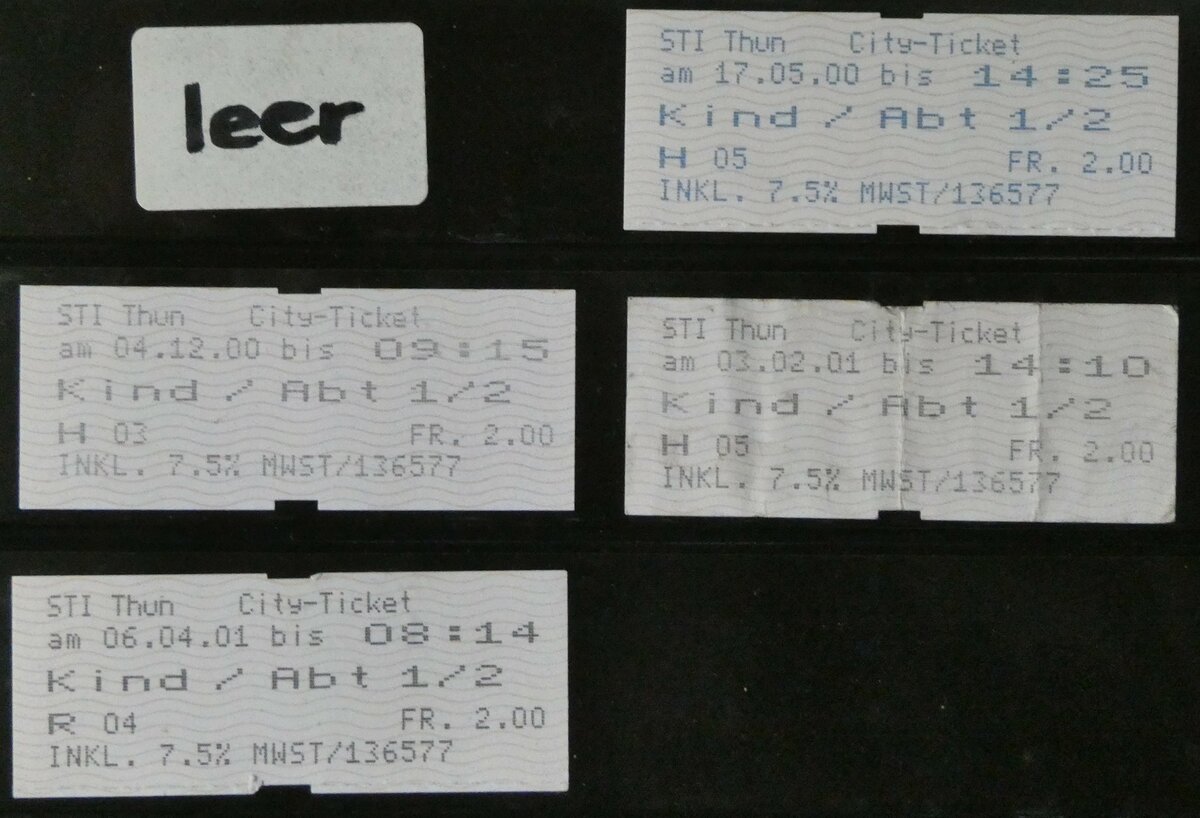 leer
STI Thun City-Ticket
am 17.05.00 bis 14:25
Kind / Abt 1/2
H 05 FR. 2.00
INKL. 7.5% MWST/136577
STI Thun City-Ticket
am 04.12.00 bis 09:15
Kind / Abt 1/2
H 03 FR. 2.00
INKL. 7.5% MWST/136577
STI Thun City-Ticket
am 03.02.01 bis 14:10
Kind / Abt 1/2
H 05 FR. 2.00
INKL. 7.5% MWST/136577
STI Thun City-Ticket
am 06.04.01 bis 08:14
Kind / Abt 1/2
R 04 FR. 2.00
INKL. 7.5% MWST/136577